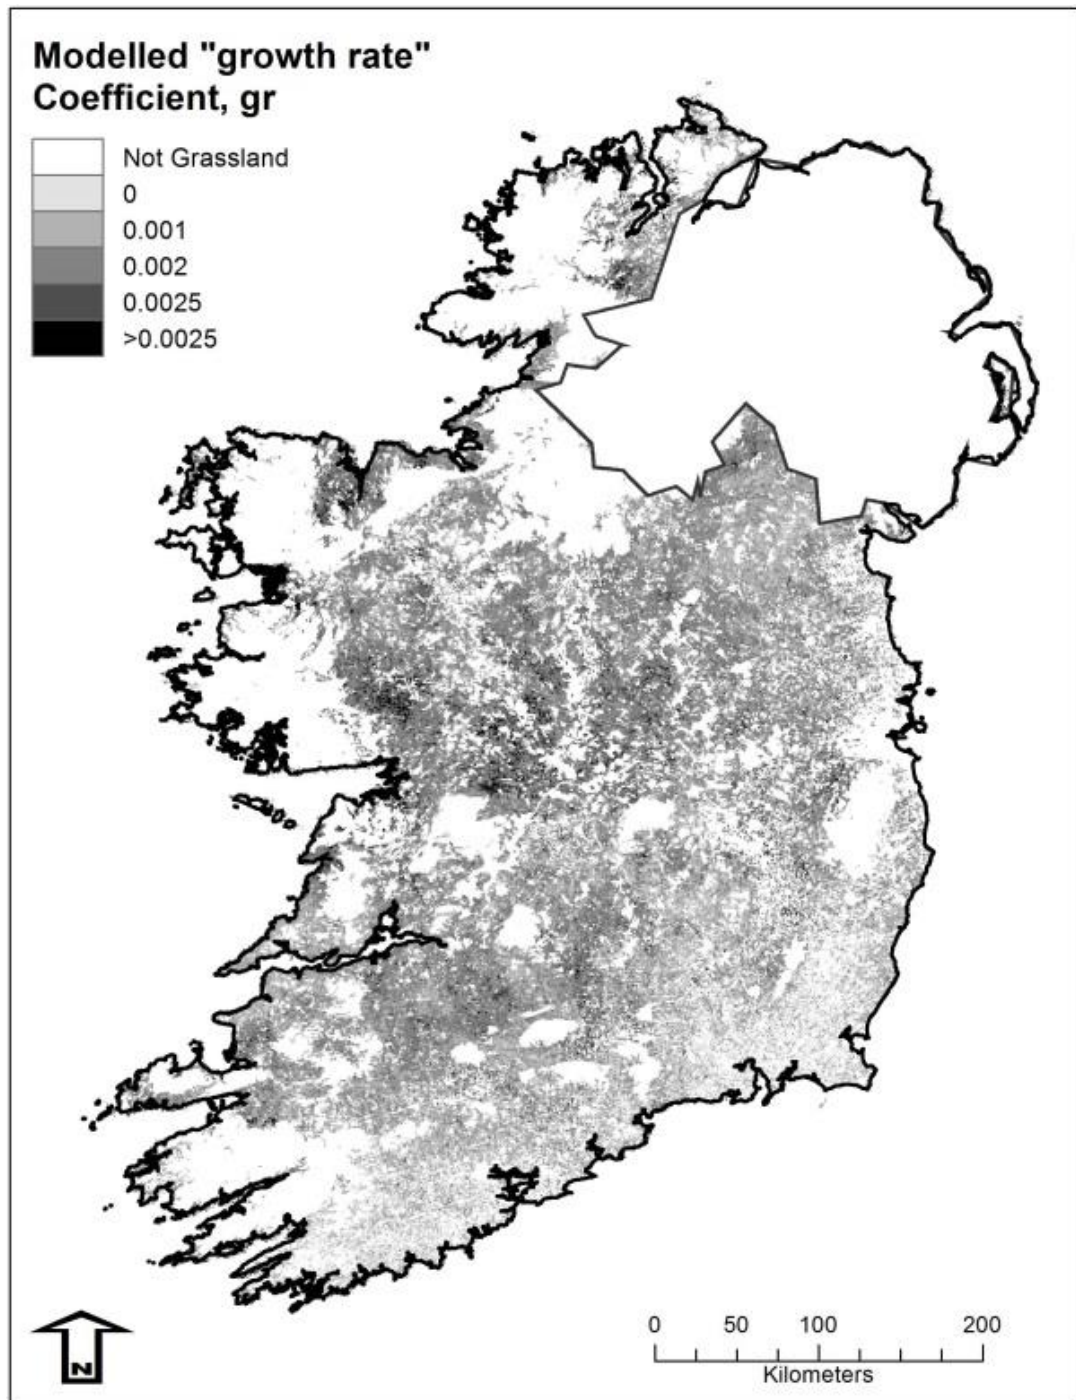 Modelled "growth rate"
Coefficient, gr
Not Grassland
0
0.001
0.002
0.0025
>0.0025
N
0 50 100 200
Kilometers